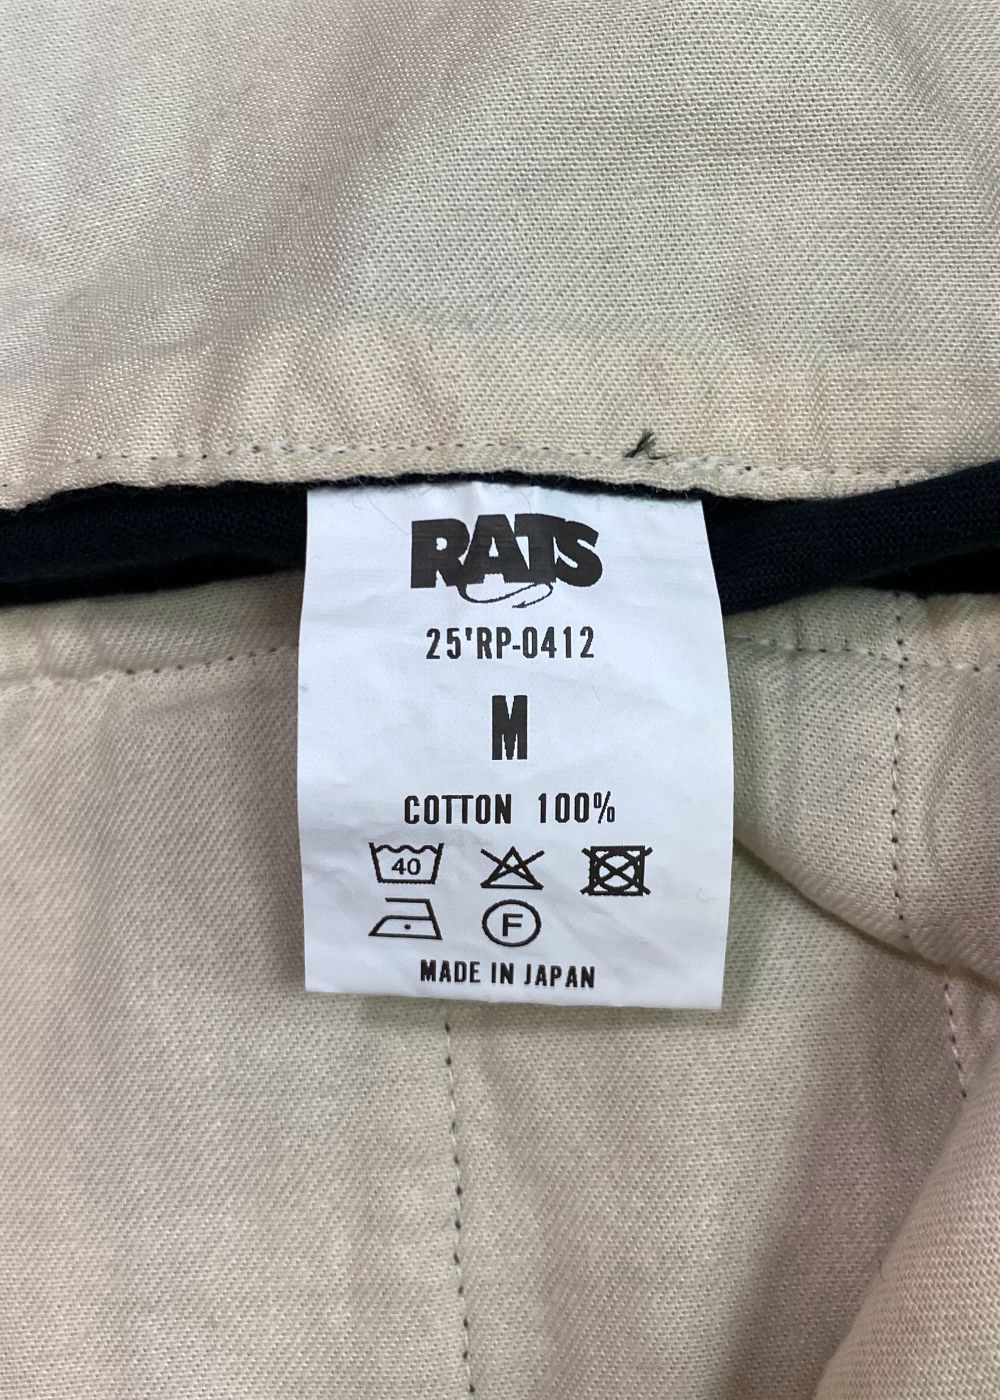 RATS
25'RP-0412
M
COTTON 100%
40
F
MADE IN JAPAN